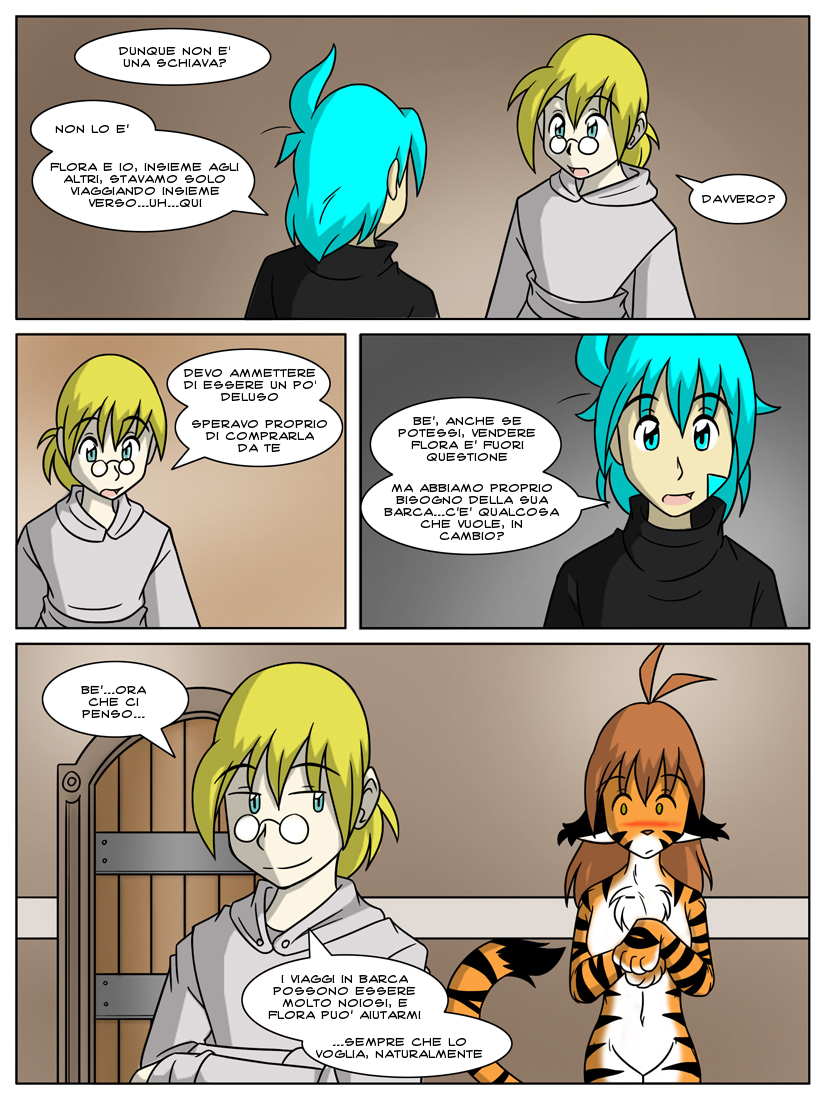 DUNQUE NON E'
UNA SCHIAVA?
NON LO E'
FLORA E IO, INSIEME AGLI
ALTRI, STAVAMO SOLO
VIAGGIANDO INSIEME
VERSO...UH...QUI
DAVVERO?
DEVO AMMETTERE
DI ESSERE UN PO'
DELUSO
SPERAVO PROPRIO
DI COMPRARLA
DA TE
BE', ANCHE SE
POTESSI, VENDERE
FLORA E' FUORI
QUESTIONE
MA ABBIAMO PROPRIO
BISOGNO DELLA SUA
BARCA...C'E' QUALCOSA
CHE VUOLE, IN
CAMBIO?
BE'...ORA
CHE CI
PENSO...
I VIAGGI IN BARCA
POSSONO ESSERE
MOLTO NOIOSI, E
FLORA PUO' AIUTARMI
...SEMPRE CHE LO
VOGLIA, NATURALMENTE